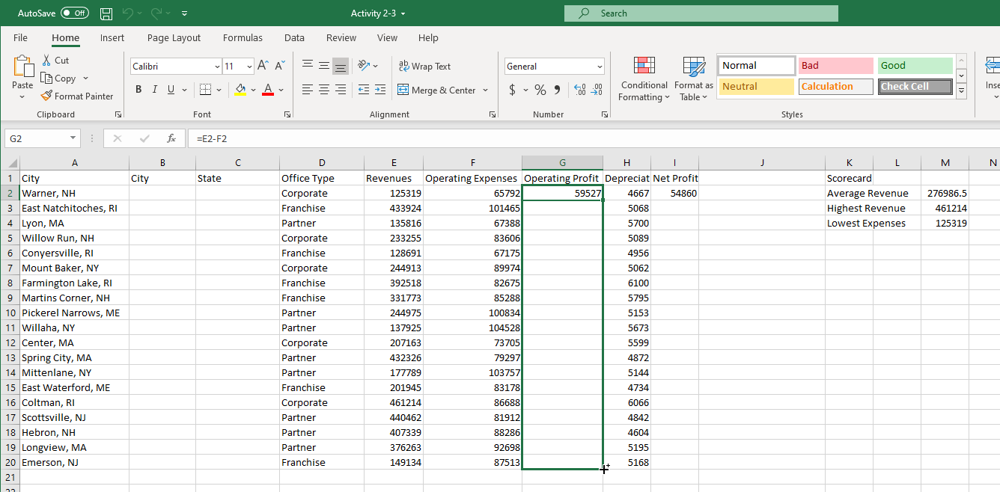 AutoSave Off Activity 2-3 Search
File Home Insert Page Layout Formulas Data Review View Help
Paste Cut Copy Format Painter Clipboard
Calibri 11 A A B I U A Font
ab Wrap Text Merge & Center Alignment
General $ % Number
Conditional Formatting Format as Table Normal Bad Good Neutral Calculation Check Cell Styles
Inse
G2 fx =E2-F2
A B C D E F G H I J K L M N
1 City City State Office Type Revenues Operating Expenses Operating Profit Depreciat Net Profit Scorecard
2 Warner, NH Corporate 125319 65792 59527 4667 54860 Average Revenue 276986.5
3 East Natchitoches, RI Franchise 433924 101465 5068 Highest Revenue 461214
4 Lyon, MA Partner 135816 67388 5700 Lowest Expenses 125319
5 Willow Run, NH Corporate 233255 83606 5089
6 Conyersville, RI Franchise 128691 67175 4956
7 Mount Baker, NY Corporate 244913 89974 5062
8 Farmington Lake, RI Franchise 392518 82675 6100
9 Martins Corner, NH Franchise 331773 85288 5795
10 Pickerel Narrows, ME Partner 244975 100834 5153
11 Willaha, NY Partner 137925 104528 5673
12 Center, MA Corporate 207163 73705 5599
13 Spring City, MA Partner 432326 79297 4872
14 Mittenlane, NY Partner 177789 103757 5144
15 East Waterford, ME Franchise 201945 83178 4734
16 Coltman, RI Corporate 461214 86688 6066
17 Scottsville, NJ Partner 440462 81912 4842
18 Hebron, NH Partner 407339 88286 4604
19 Longview, MA Partner 376263 92698 5195
20 Emerson, NJ Franchise 149134 87513 5168
21
22